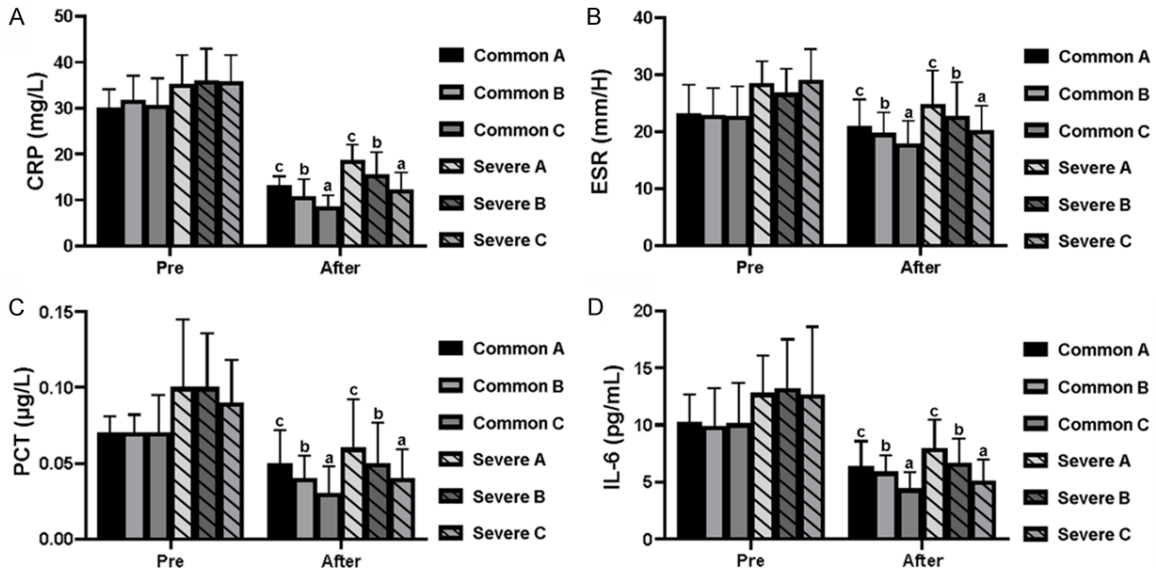 A
CRP (mg/L)
50
40
30
20
10
0
c
b
a
c
b
a
Pre
After
Common A
Common B
Common C
Severe A
Severe B
Severe C
B
ESR (mm/H)
40
30
20
10
0
c
b
a
c
b
a
Pre
After
Common A
Common B
Common C
Severe A
Severe B
Severe C
C
PCT (μg/L)
0.15
0.10
0.05
0.00
c
b
a
c
b
a
Pre
After
Common A
Common B
Common C
Severe A
Severe B
Severe C
D
IL-6 (pg/mL)
20
15
10
5
0
c
b
a
c
b
a
Pre
After
Common A
Common B
Common C
Severe A
Severe B
Severe C